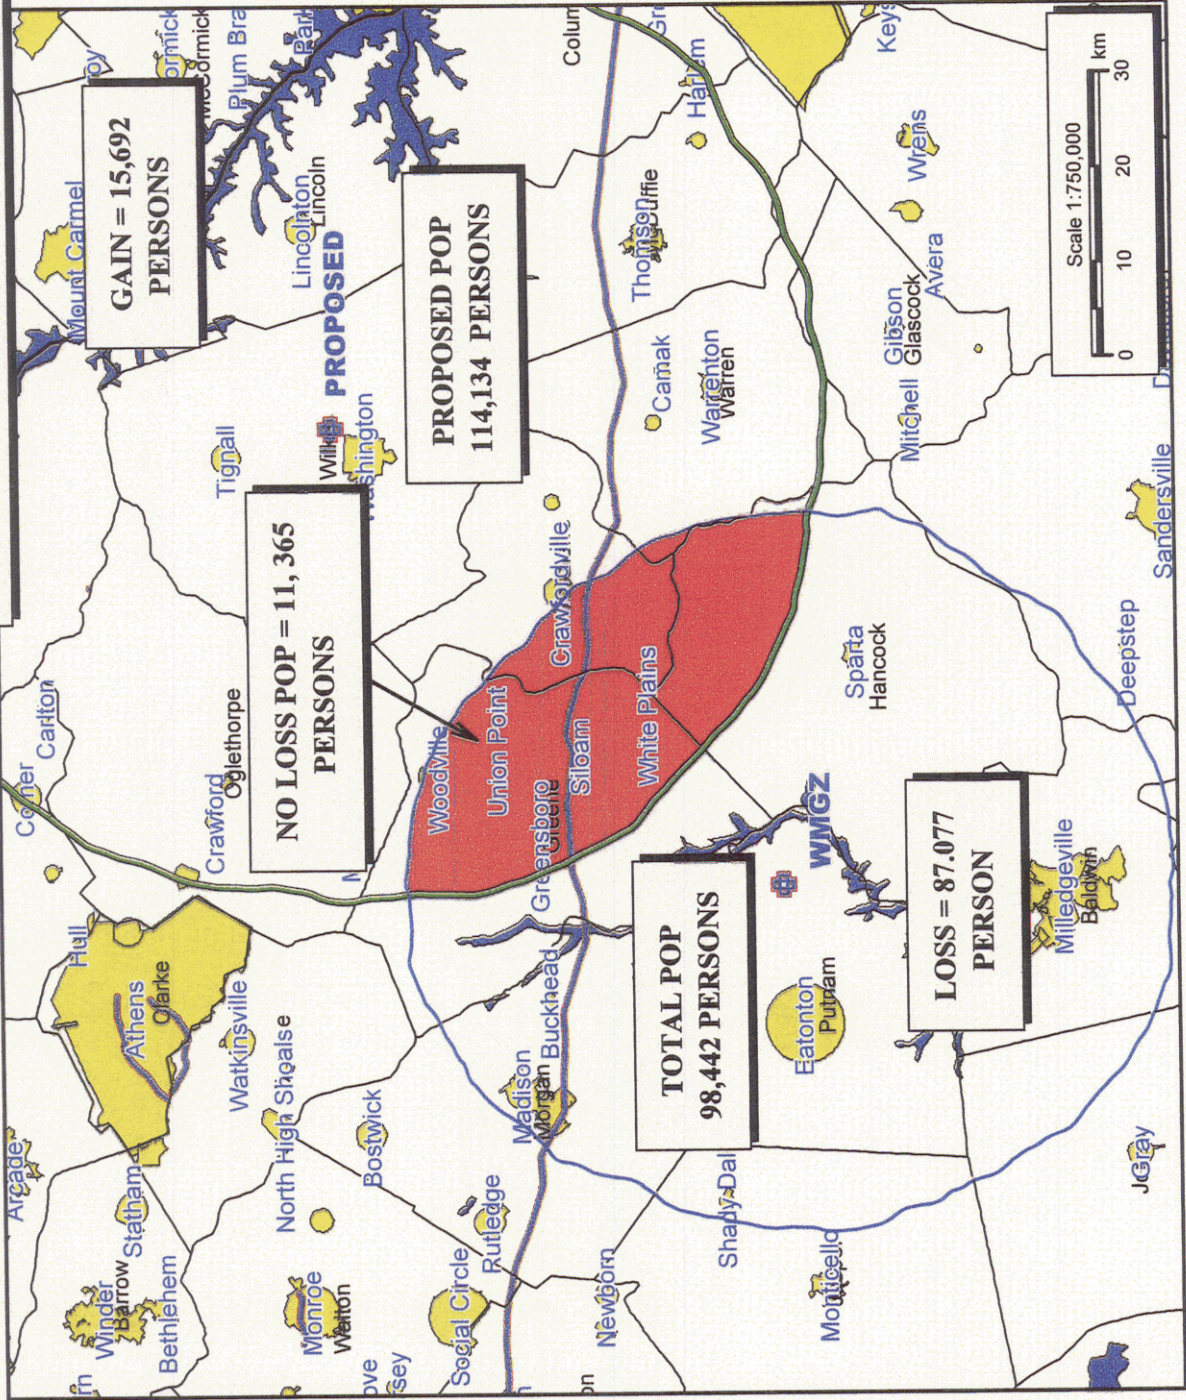 Arcade
Hull
Comer
Carlton
Mount Carmel
Winder
Barrow
Statham
Athens
Clarke
GAIN = 15,692
PERSONS
Bethlehem
Watkinsville
Crawford
Oglethorpe
Tignall
Plum Bra
North High Shoals
Monroe
Walton
NO LOSS POP = 11, 365
PERSONS
Lincolnton
Lincoln
PROPOSED
Bostwick
Washington
Social Circle
Rutledge
Woodville
PROPOSED POP
114,134 PERSONS
Madison
Morgan
Buckhead
Union Point
Greensboro
Greene
Siloam
Crawfordville
Newborn
White Plains
Camak
Thomson
Harlem
TOTAL POP
98,442 PERSONS
Warrenton
Warren
Shady Dal
Monticello
Eatonton
Putnam
WMGZ
Sparta
Hancock
Mitchell
Gibson
Glascock
Avera
Wrens
Keys
LOSS = 87.077
PERSON
Milledgeville
Baldwin
Deepstep
Scale 1:750,000
0
10
20
30
km
Gray
Sandersville